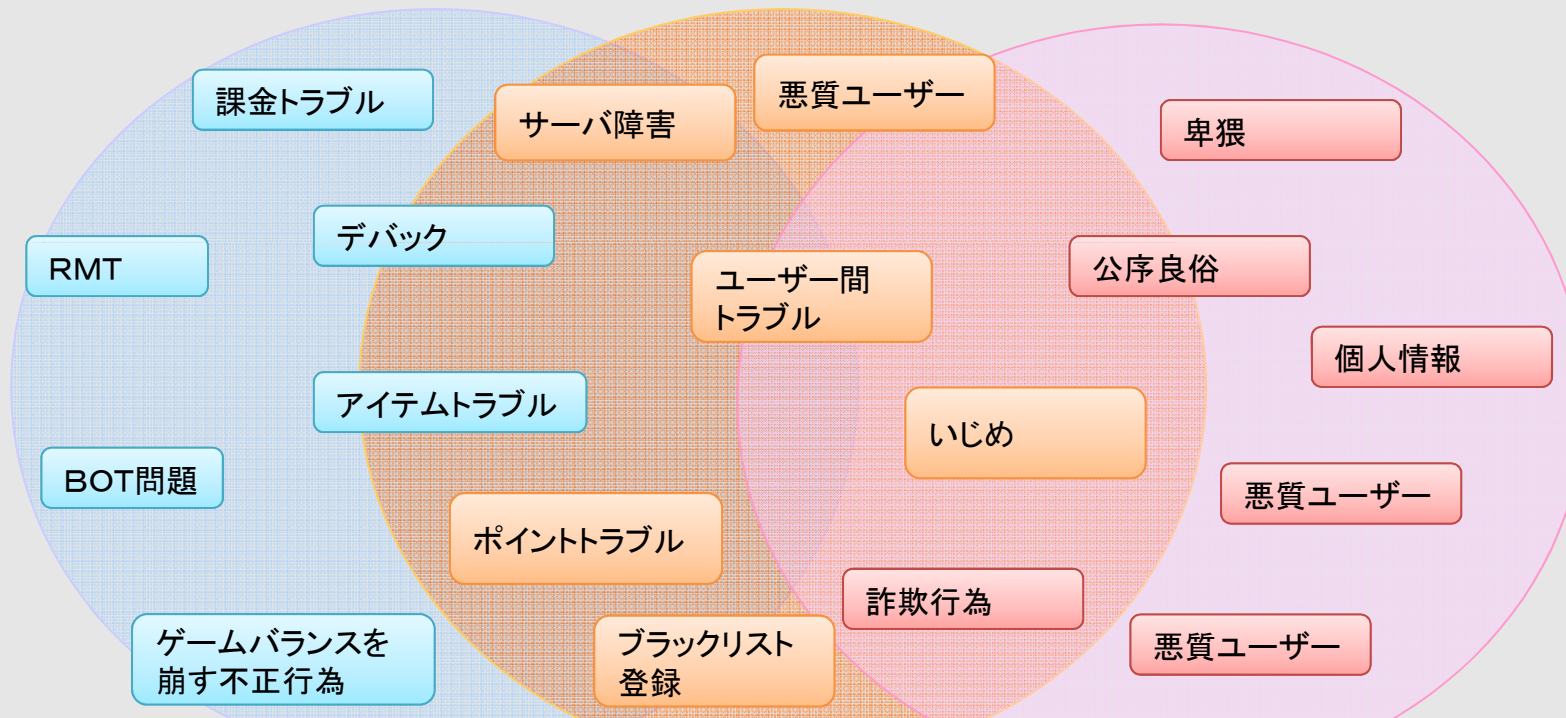 課金トラブル
サーバ障害
悪質ユーザー
卑猥
デバック
RMT
ユーザー間
トラブル
公序良俗
個人情報
アイテムトラブル
いじめ
BOT問題
悪質ユーザー
ポイントトラブル
詐欺行為
ゲームバランスを
崩す不正行為
ブラックリスト
登録
悪質ユーザー